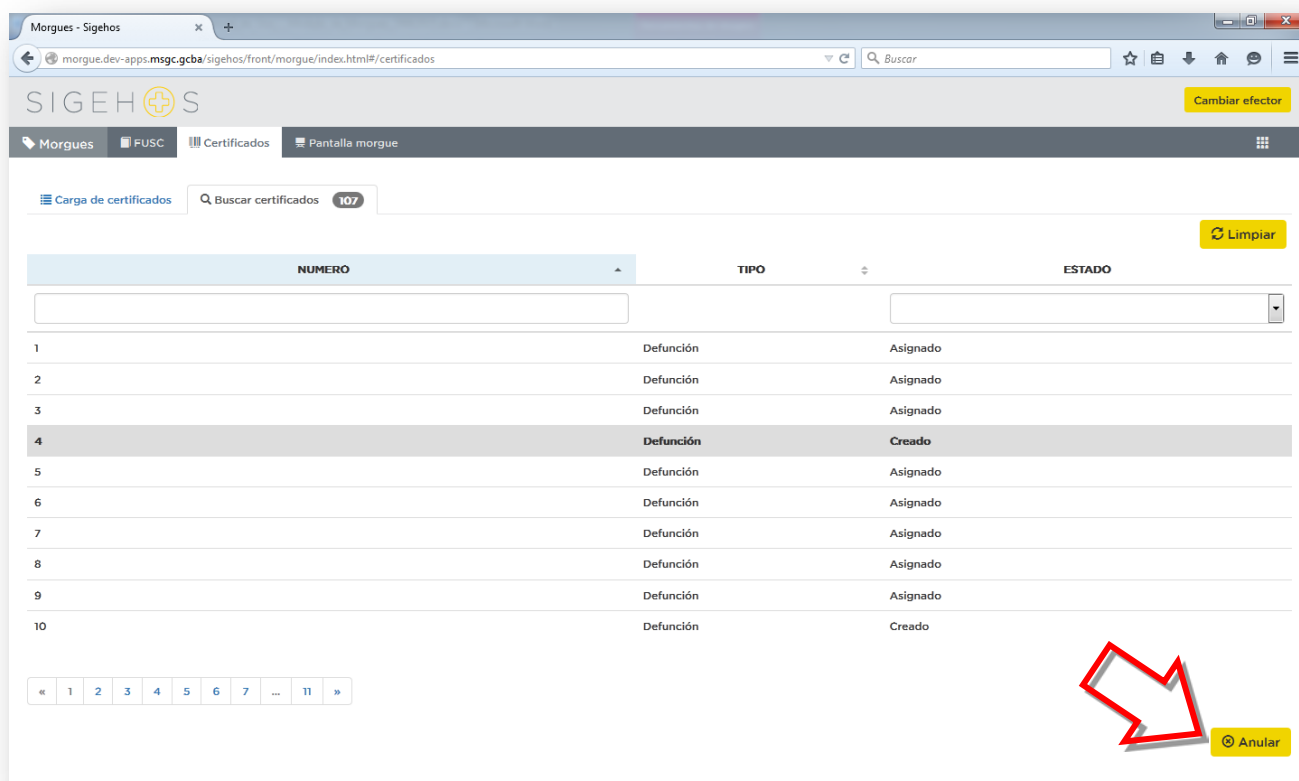 Morgues - Sigehos
morgue.dev-apps.msgc.gcba/sigehos/front/morgue/index.html#/certificados
Buscar
SIGEHOS
Cambiar efector
Morgues FUSC Certificados Pantalla morgue
Carga de certificados Buscar certificados 107
Limpiar
NUMERO TIPO ESTADO
1 Defunción Asignado
2 Defunción Asignado
3 Defunción Asignado
4 Defunción Creado
5 Defunción Asignado
6 Defunción Asignado
7 Defunción Asignado
8 Defunción Asignado
9 Defunción Asignado
10 Defunción Creado
« 1 2 3 4 5 6 7 ... 11 »
Anular